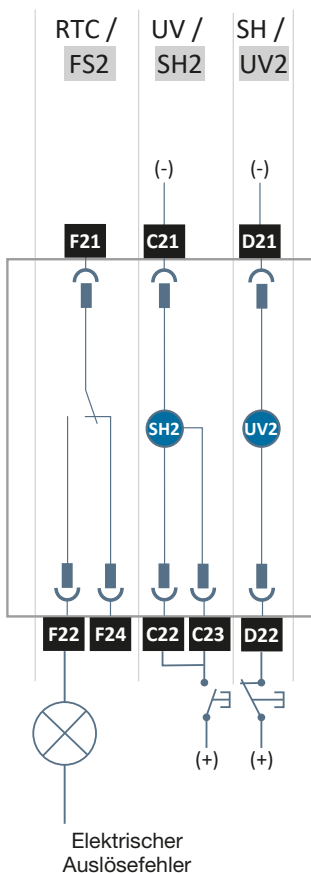 RTC / UV / SH /
FS2 SH2 UV2
(-) (-)
F21 C21 D21
SH2 UV2
F22 F24 C22 C23 D22
(+) (+)
Elektrischer
Auslösefehler